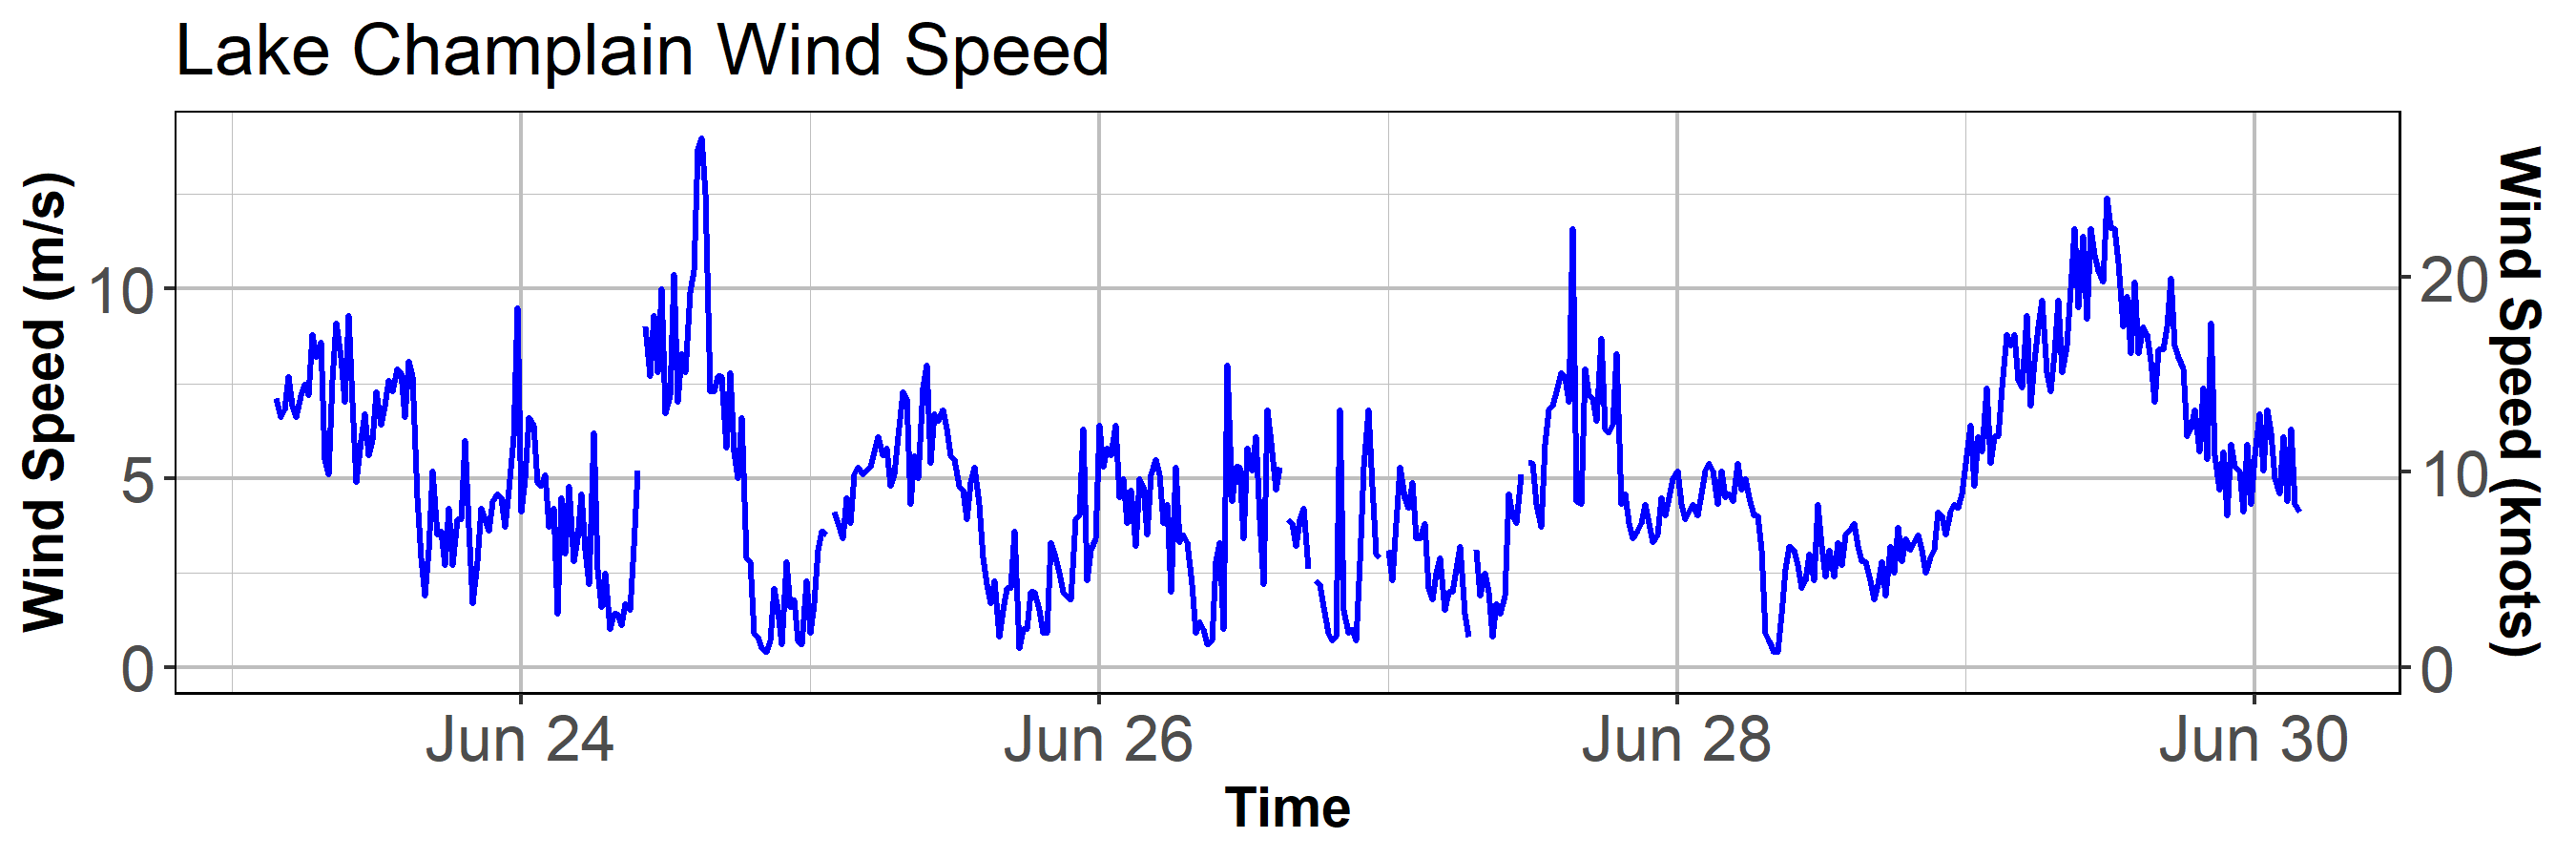 Lake Champlain Wind Speed
Wind Speed (m/s)
10
5
0
20
10
0
Wind Speed (knots)
Jun 24
Jun 26
Jun 28
Jun 30
Time